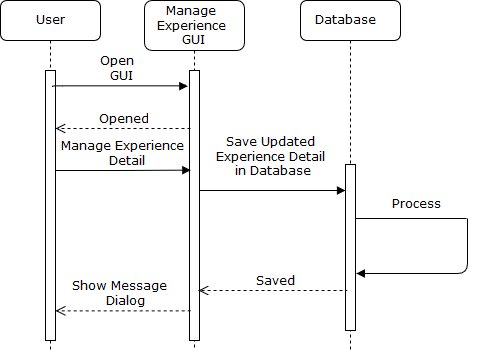 User
Manage
Experience
GUI
Database
Open
GUI
Opened
Manage Experience
Detail
Save Updated
Experience Detail
in Database
Process
Saved
Show Message
Dialog